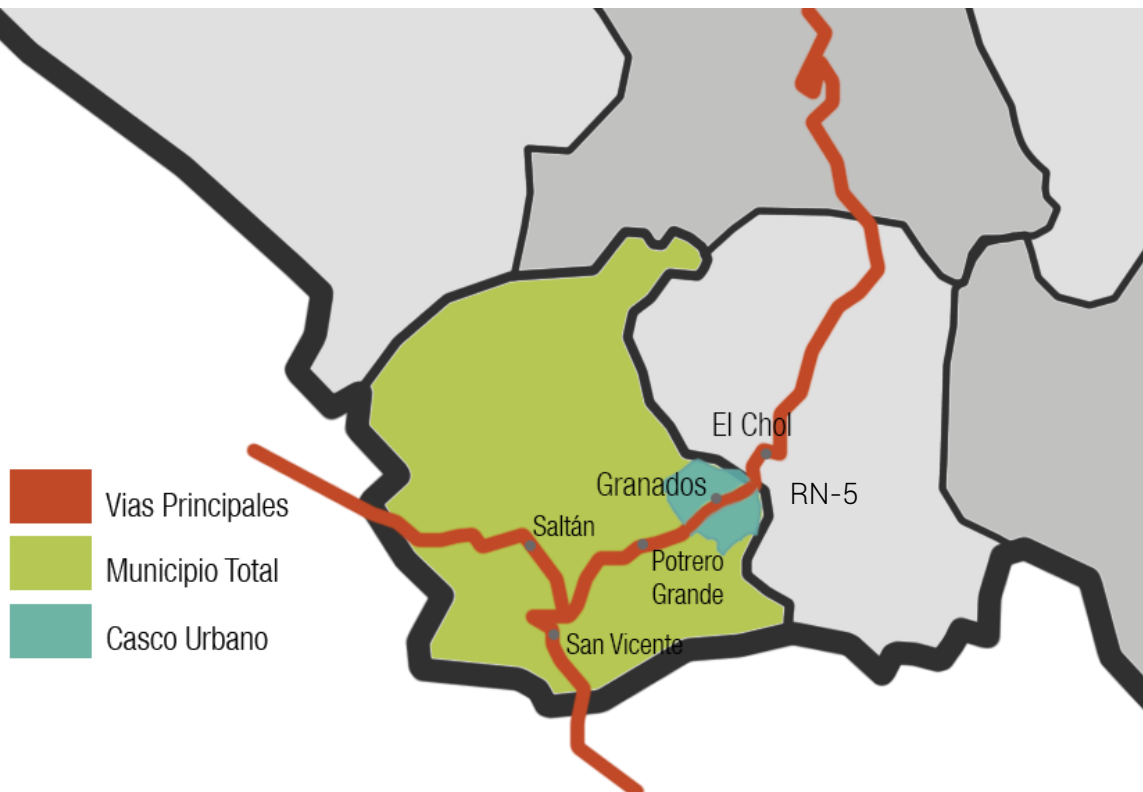 El Chol
Granados
RN-5
Vias Principales
Saltán
Municipio Total
Potrero
Grande
Casco Urbano
San Vicente